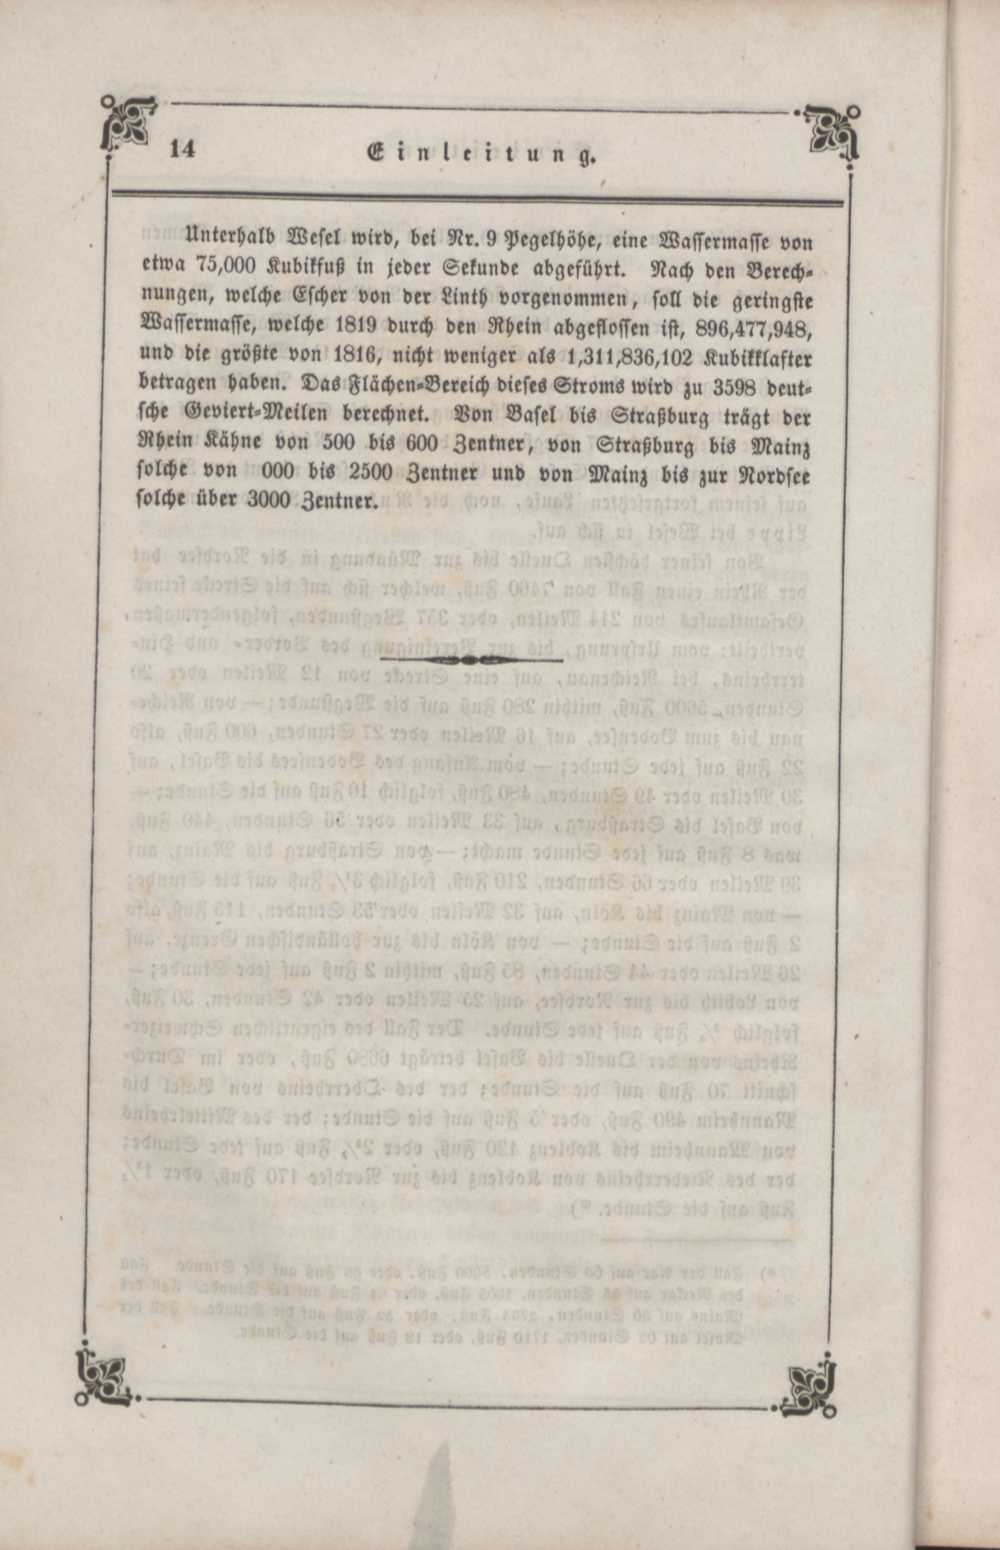 14
Einleitung.
Unterhalb Wesel wird, bei Nr. 9 Pegelhöhe, eine Wassermasse von
etwa 75,000 Kubikfuß in jeder Sekunde abgeführt. Nach den Berech-
nungen, welche Escher von der Linth vorgenommen, soll die geringste
Wassermasse, welche 1819 durch den Rhein abgeflossen ist, 896,477,948,
und die größte von 1816, nicht weniger als 1,311,836,102 Kubikklafter
betragen haben. Das Flächen-Bereich dieses Stroms wird zu 3598 deut-
sche Geviert-Meilen berechnet. Von Basel bis Straßburg trägt der
Rhein Kähne von 500 bis 600 Zentner, von Straßburg bis Mainz
solche von 000 bis 2500 Zentner und von Mainz bis zur Nordsee
solche über 3000 Zentner.